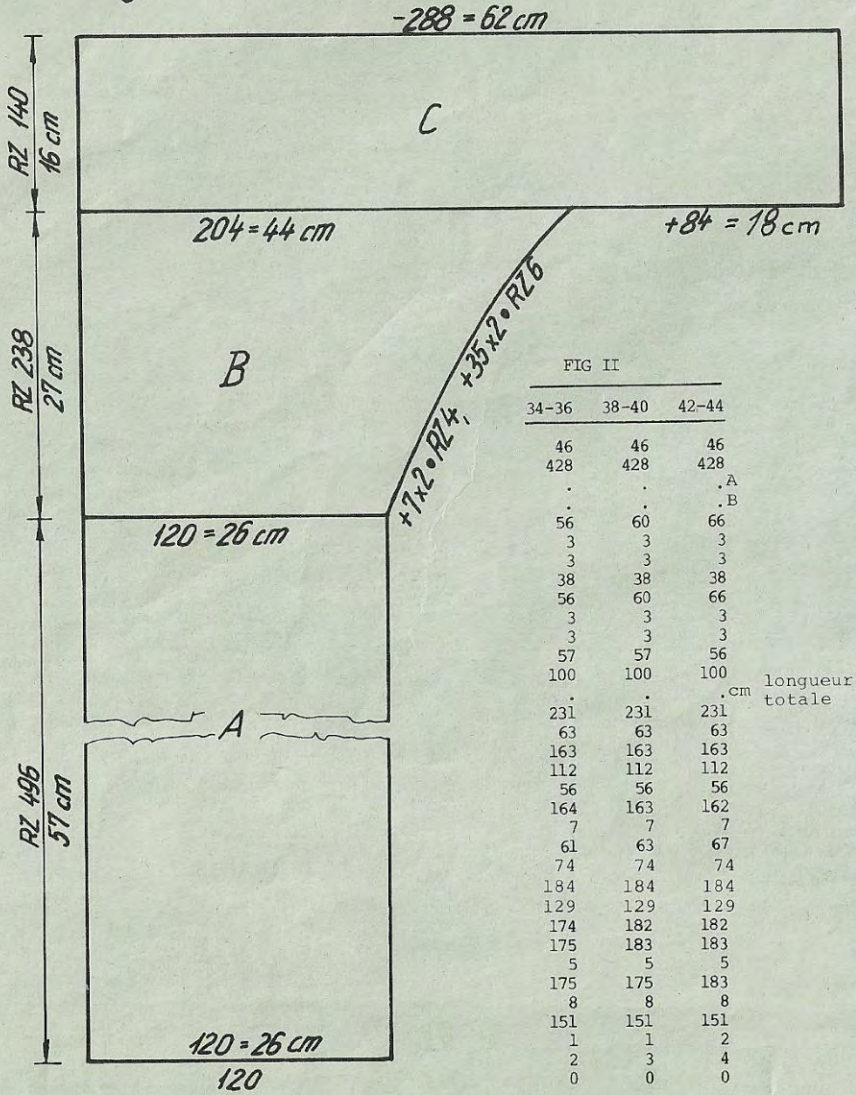 -288 = 62 cm
RZ 140
16 cm
C
204 = 44 cm
+84 = 18 cm
RZ 238
27 cm
B
+7x2•RZ4, +35x2•RZ6
120 = 26 cm
RZ 496
57 cm
A
120 = 26 cm
120
FIG II
34-36 38-40 42-44
46 46 46
428 428 428
. . . A
. . . B
56 60 66
3 3 3
3 3 3
38 38 38
56 60 66
3 3 3
3 3 3
57 57 56
100 100 100
. . . cm longueur totale
231 231 231
63 63 63
163 163 163
112 112 112
56 56 56
164 163 162
7 7 7
61 63 67
74 74 74
184 184 184
129 129 129
174 182 182
175 183 183
5 5 5
175 175 183
8 8 8
151 151 151
1 1 2
2 3 4
0 0 0